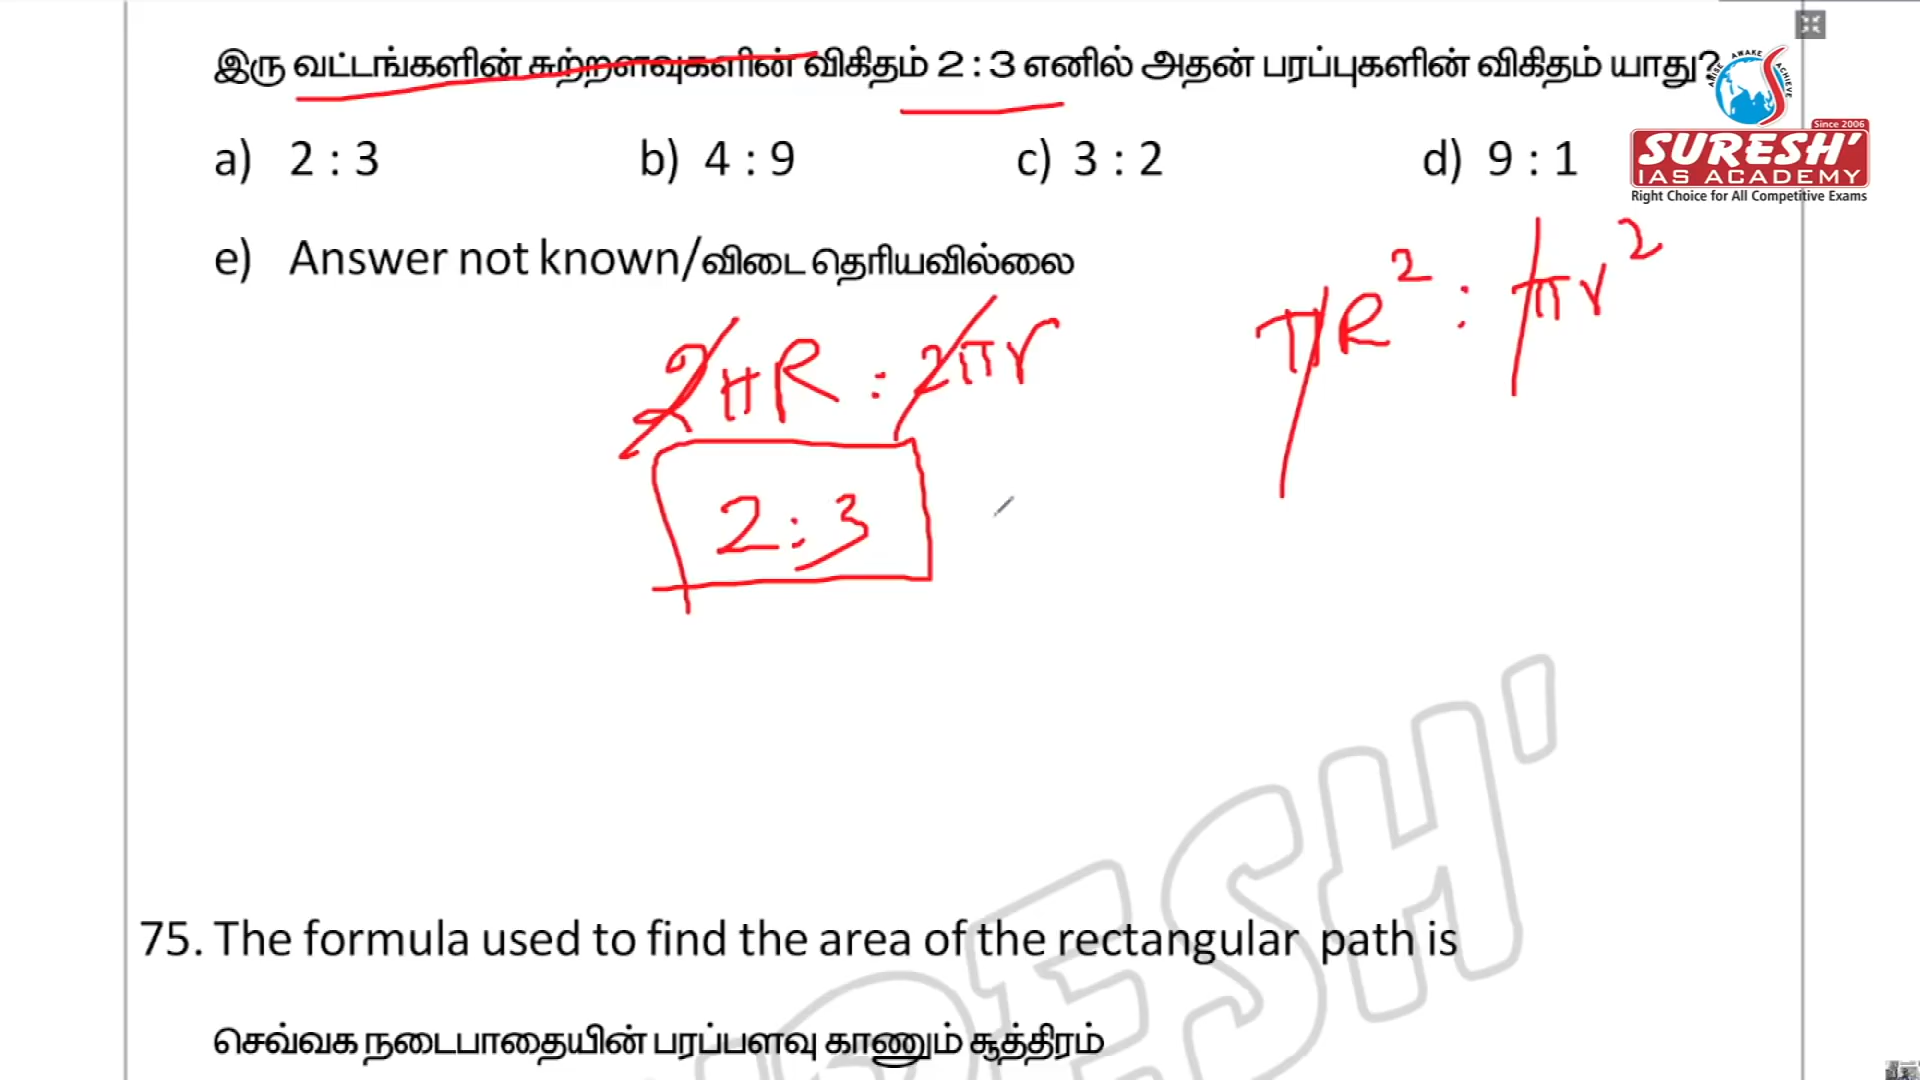 இரு வட்டங்களின் சுற்றளவுகளின் விகிதம் 2 : 3 எனில் அதன் பரப்புகளின் விகிதம் யாது?
ARISE AWAKE ACHIEVE
Since 2006
SURESH'
IAS ACADEMY
Right Choice for All Competitive Exams
a) 2 : 3 b) 4 : 9 c) 3 : 2 d) 9 : 1
e) Answer not known/விடை தெரியவில்லை
πR² : πr²
2πR : 2πr
2 : 3
75. The formula used to find the area of the rectangular path is
செவ்வக நடைபாதையின் பரப்பளவு காணும் சூத்திரம்
RESH'